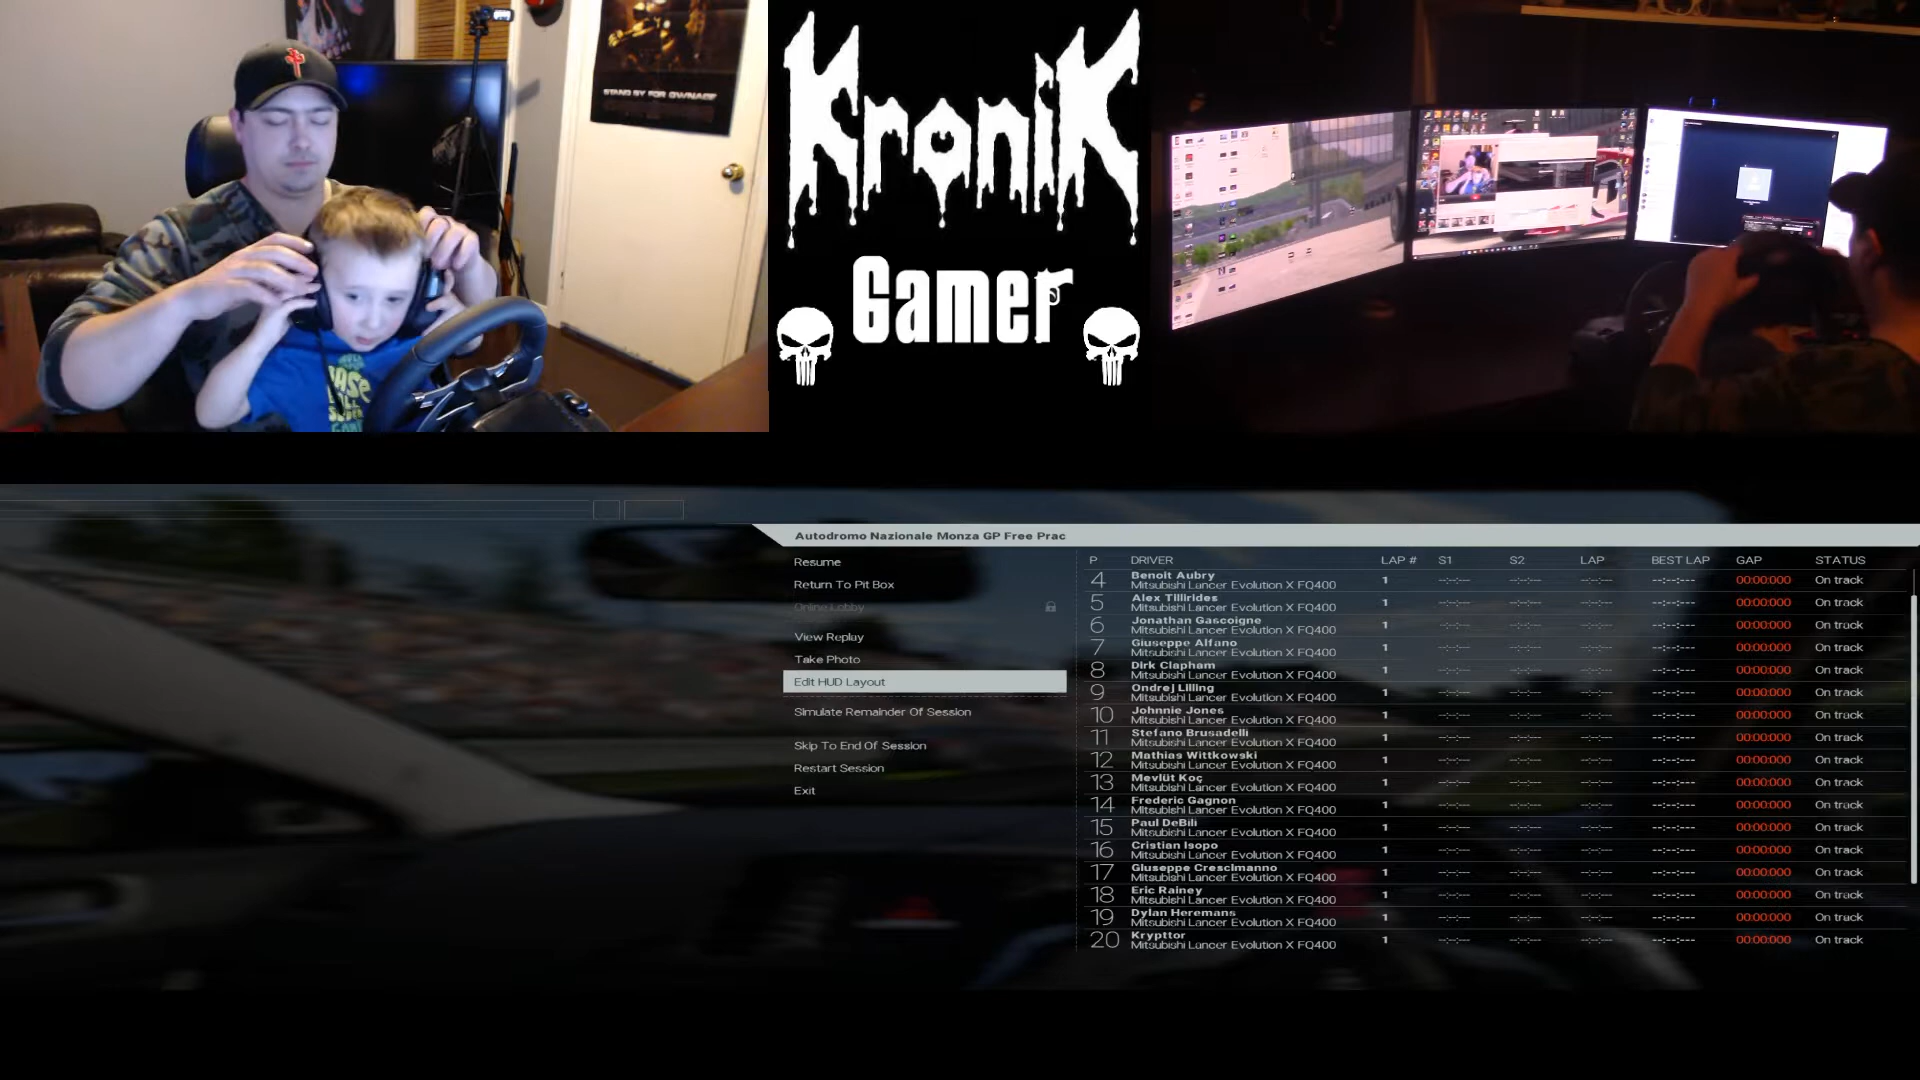 STAND BY FOR OWNAGE
KroniK
Gamer
BASE
BALL
Autodromo Nazionale Monza GP Free Prac
Resume
Return To Pit Box
Online Lobby
View Replay
Take Photo
Edit HUD Layout
Simulate Remainder Of Session
Skip To End Of Session
Restart Session
Exit
P DRIVER LAP # S1 S2 LAP BEST LAP GAP STATUS
4 Benoit Aubry 1 --:--:--- --:--:--- --:--:--- --:--:--- 00:00:000 On track
Mitsubishi Lancer Evolution X FQ400
5 Alex Tillirides 1 --:--:--- --:--:--- --:--:--- --:--:--- 00:00:000 On track
Mitsubishi Lancer Evolution X FQ400
6 Jonathan Gascoigne 1 --:--:--- --:--:--- --:--:--- --:--:--- 00:00:000 On track
Mitsubishi Lancer Evolution X FQ400
7 Giuseppe Alfano 1 --:--:--- --:--:--- --:--:--- --:--:--- 00:00:000 On track
Mitsubishi Lancer Evolution X FQ400
8 Dirk Clapham 1 --:--:--- --:--:--- --:--:--- --:--:--- 00:00:000 On track
Mitsubishi Lancer Evolution X FQ400
9 Ondrej Lilling 1 --:--:--- --:--:--- --:--:--- --:--:--- 00:00:000 On track
Mitsubishi Lancer Evolution X FQ400
10 Johnnie Jones 1 --:--:--- --:--:--- --:--:--- --:--:--- 00:00:000 On track
Mitsubishi Lancer Evolution X FQ400
11 Stefano Brusadelli 1 --:--:--- --:--:--- --:--:--- --:--:--- 00:00:000 On track
Mitsubishi Lancer Evolution X FQ400
12 Mathias Wittkowski 1 --:--:--- --:--:--- --:--:--- --:--:--- 00:00:000 On track
Mitsubishi Lancer Evolution X FQ400
13 Mevlüt Koç 1 --:--:--- --:--:--- --:--:--- --:--:--- 00:00:000 On track
Mitsubishi Lancer Evolution X FQ400
14 Frederic Gagnon 1 --:--:--- --:--:--- --:--:--- --:--:--- 00:00:000 On track
Mitsubishi Lancer Evolution X FQ400
15 Paul DeBili 1 --:--:--- --:--:--- --:--:--- --:--:--- 00:00:000 On track
Mitsubishi Lancer Evolution X FQ400
16 Cristian Isopo 1 --:--:--- --:--:--- --:--:--- --:--:--- 00:00:000 On track
Mitsubishi Lancer Evolution X FQ400
17 Giuseppe Crescimanno 1 --:--:--- --:--:--- --:--:--- --:--:--- 00:00:000 On track
Mitsubishi Lancer Evolution X FQ400
18 Eric Rainey 1 --:--:--- --:--:--- --:--:--- --:--:--- 00:00:000 On track
Mitsubishi Lancer Evolution X FQ400
19 Dylan Heremans 1 --:--:--- --:--:--- --:--:--- --:--:--- 00:00:000 On track
Mitsubishi Lancer Evolution X FQ400
20 Krypttor 1 --:--:--- --:--:--- --:--:--- --:--:--- 00:00:000 On track
Mitsubishi Lancer Evolution X FQ400